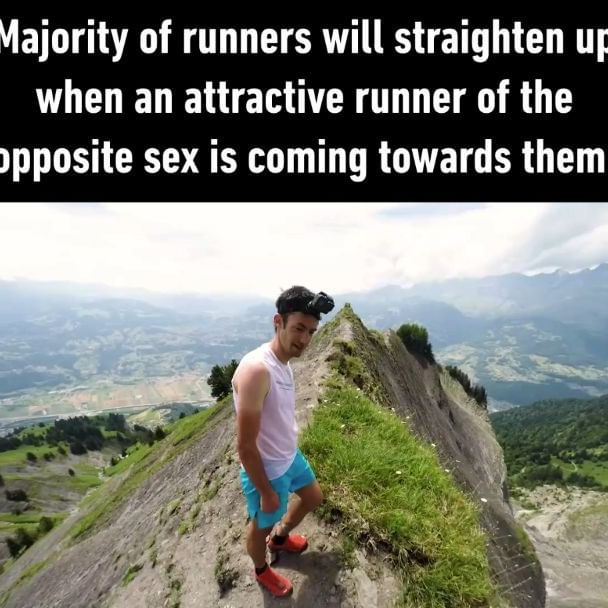 Majority of runners will straighten up
when an attractive runner of the
opposite sex is coming towards them